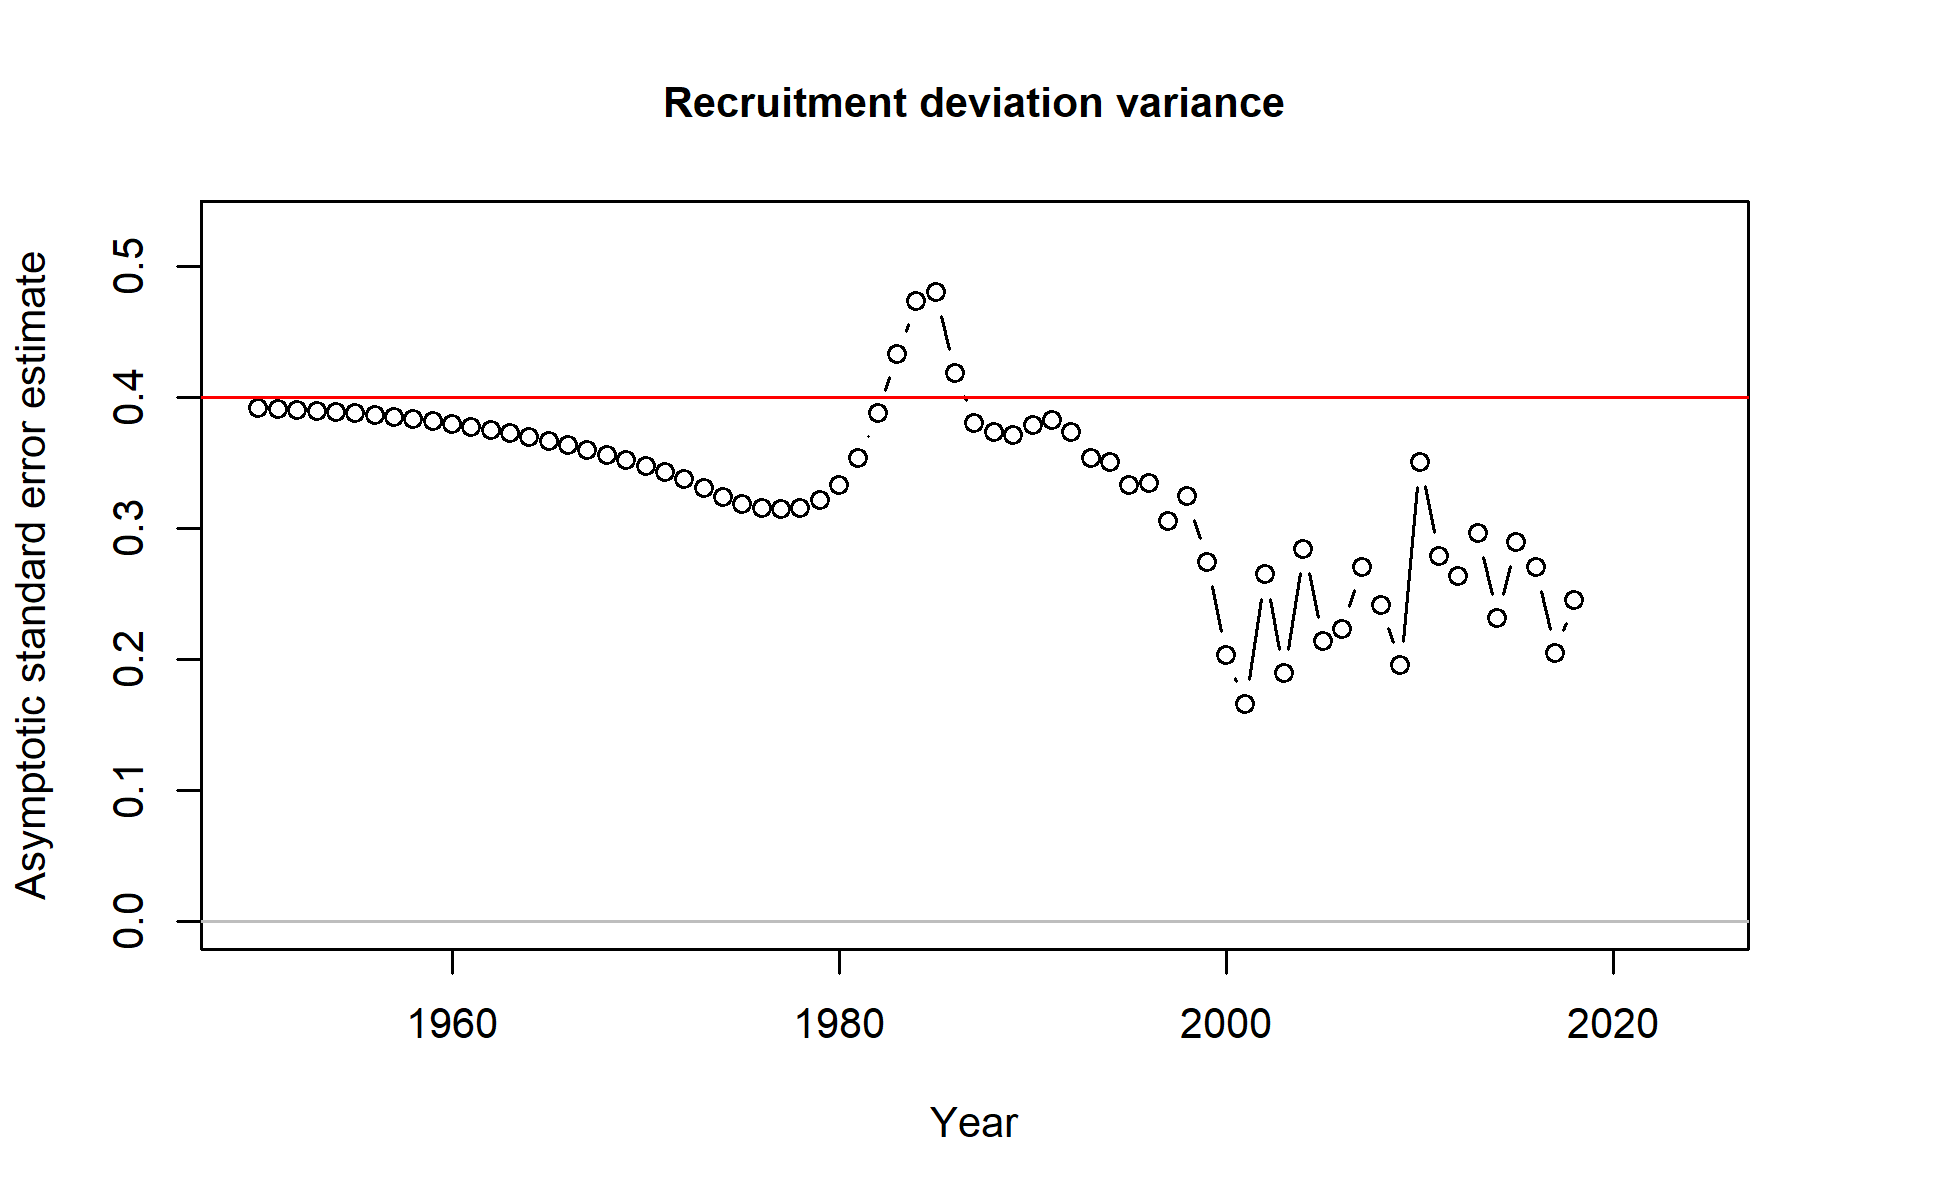 Recruitment deviation variance
Asymptotic standard error estimate
0.5
0.4
0.3
0.2
0.1
0.0
1960 1980 2000 2020
Year